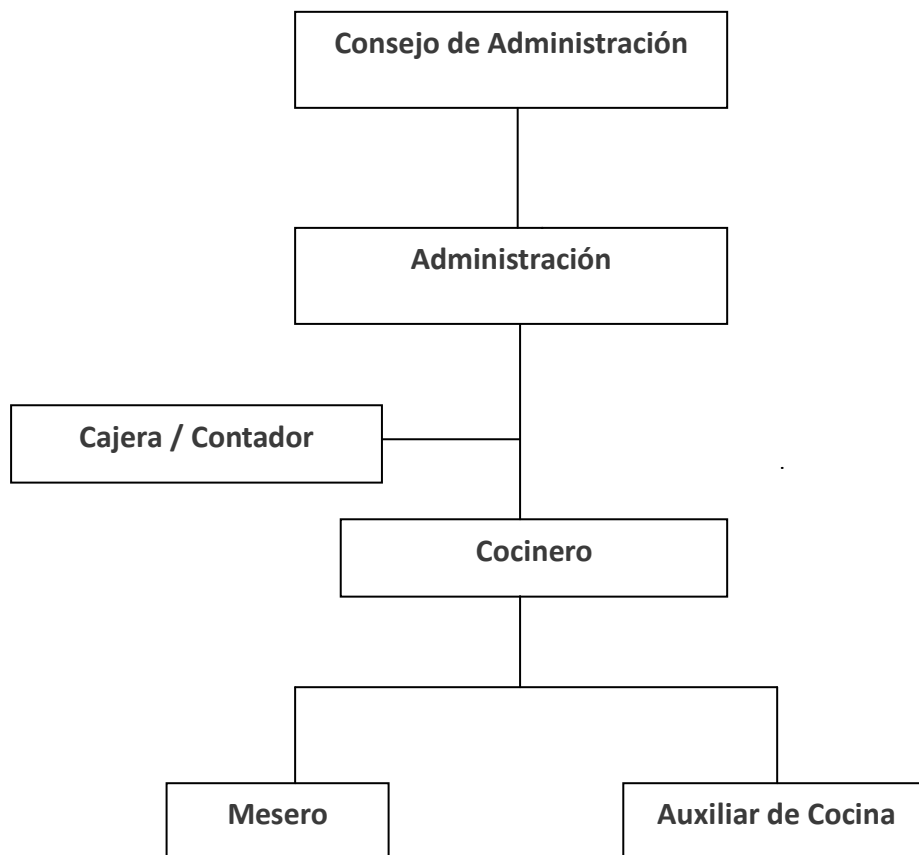 Consejo de Administración
Administración
Cajera / Contador
Cocinero
Mesero
Auxiliar de Cocina